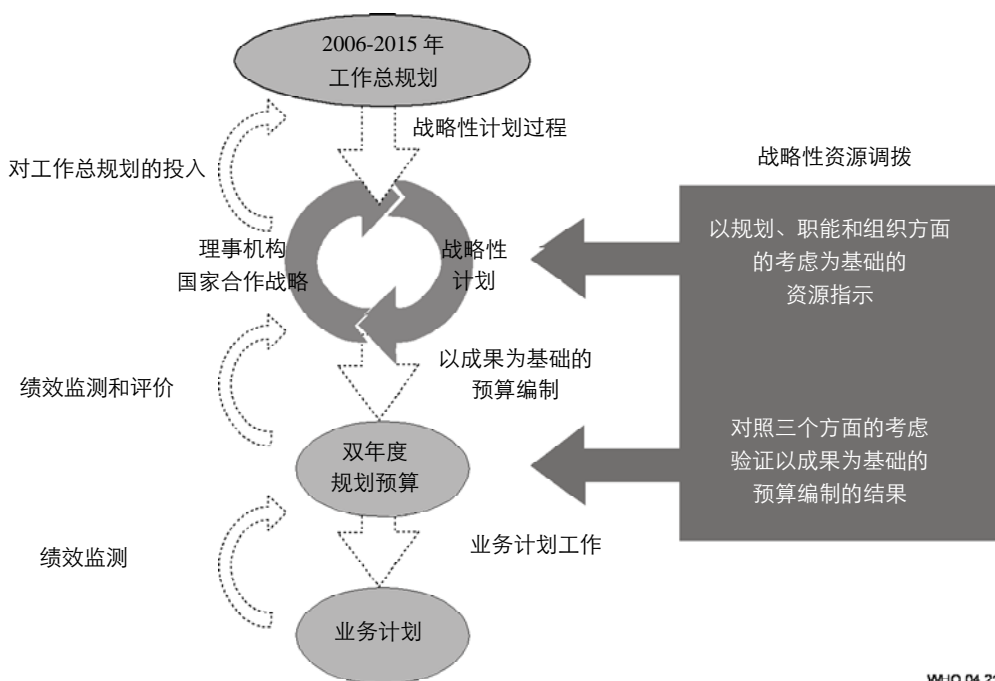 2006-2015 年
工作总规划
战略性计划过程
对工作总规划的投入
战略性资源调拨
以规划、职能和组织方面
的考虑为基础的
资源指示
理事机构
国家合作战略
战略性
计划
以成果为基础的
预算编制
绩效监测和评价
对照三个方面的考虑
验证以成果为基础的
预算编制的结果
双年度
规划预算
业务计划工作
绩效监测
业务计划
WHO 04.2